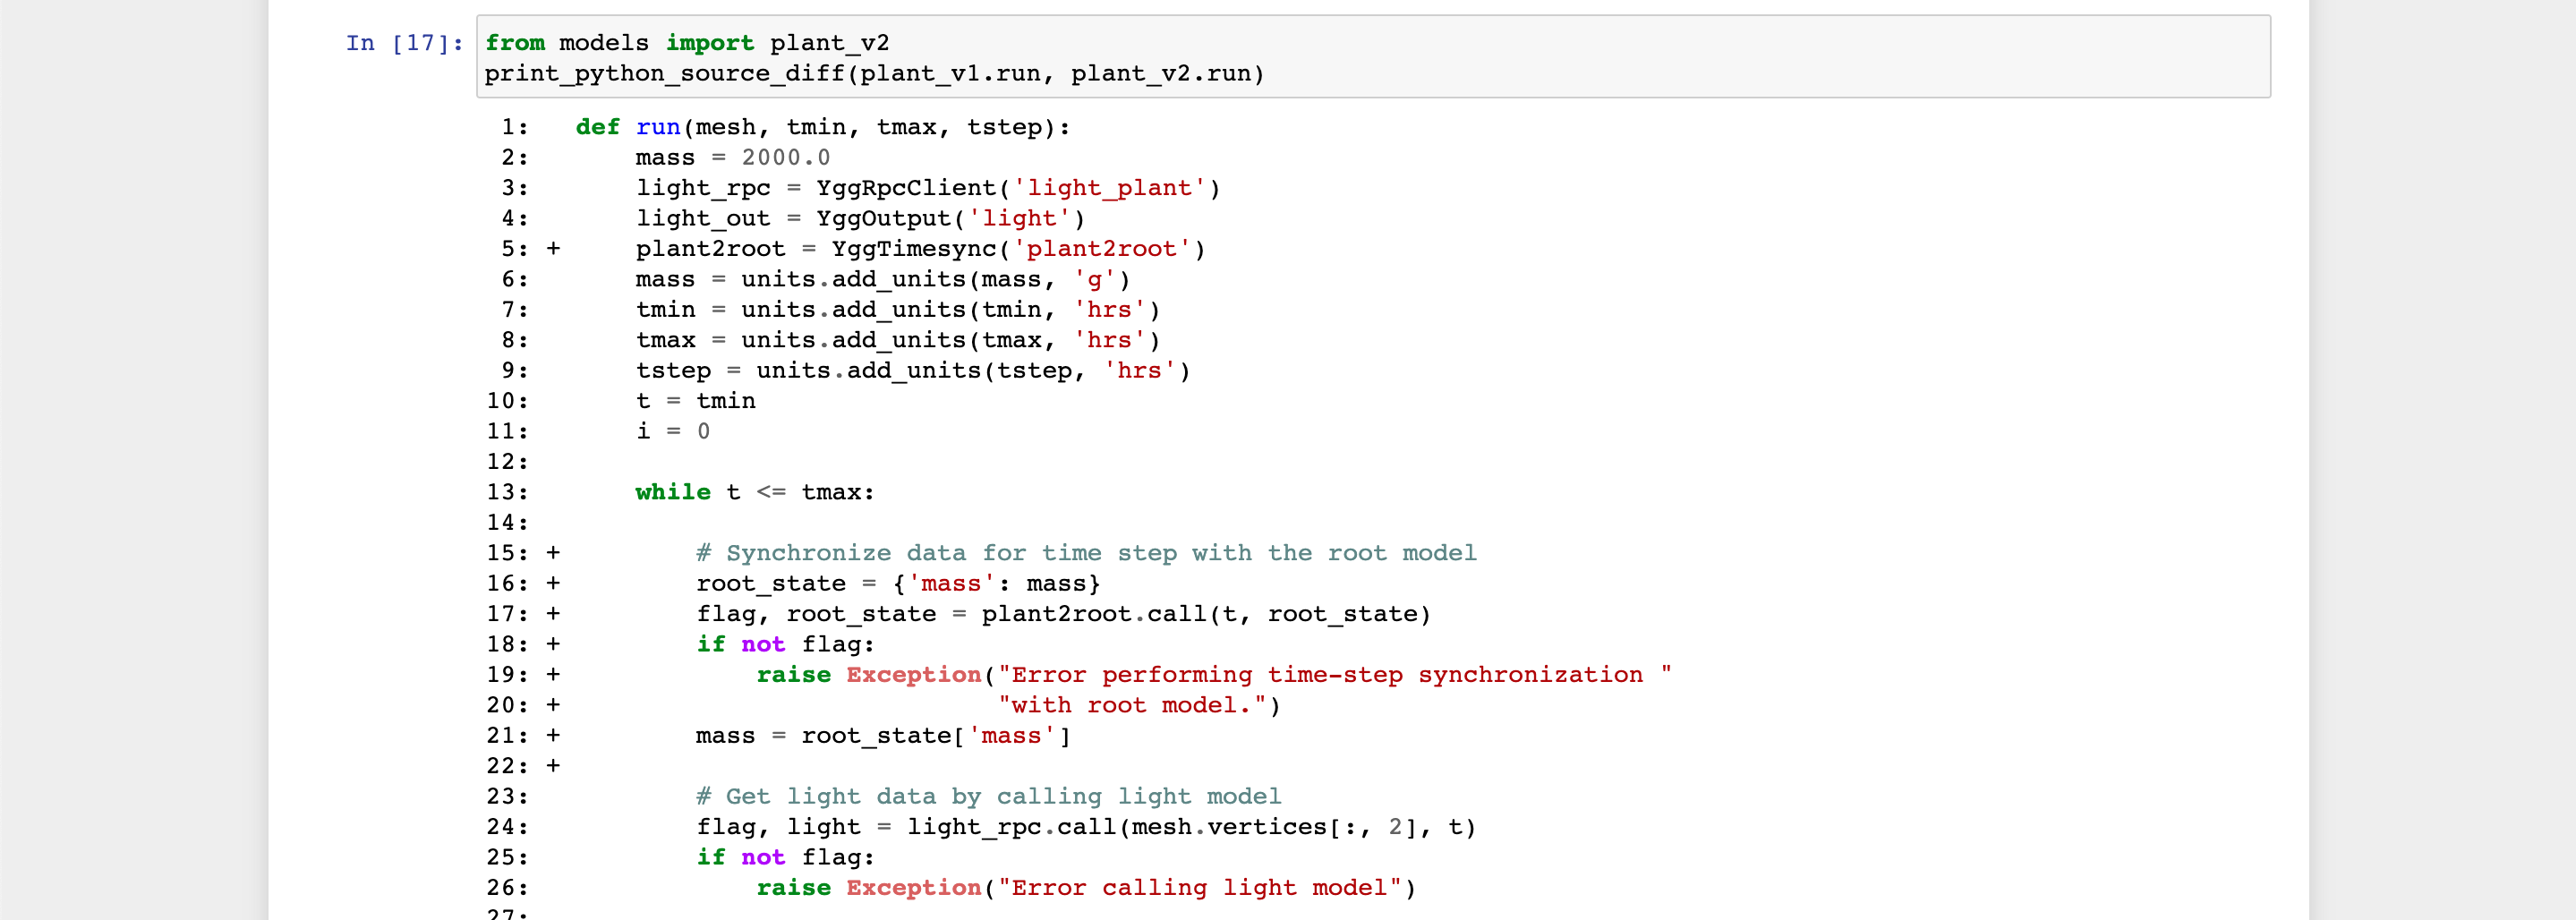 In [17]: from models import plant_v2
print_python_source_diff(plant_v1.run, plant_v2.run)
1:   def run(mesh, tmin, tmax, tstep):
2:       mass = 2000.0
3:       light_rpc = YggRpcClient('light_plant')
4:       light_out = YggOutput('light')
5: +     plant2root = YggTimesync('plant2root')
6:       mass = units.add_units(mass, 'g')
7:       tmin = units.add_units(tmin, 'hrs')
8:       tmax = units.add_units(tmax, 'hrs')
9:       tstep = units.add_units(tstep, 'hrs')
10:       t = tmin
11:       i = 0
12:
13:       while t <= tmax:
14:
15: +         # Synchronize data for time step with the root model
16: +         root_state = {'mass': mass}
17: +         flag, root_state = plant2root.call(t, root_state)
18: +         if not flag:
19: +             raise Exception("Error performing time-step synchronization "
20: +                             "with root model.")
21: +         mass = root_state['mass']
22: +
23:           # Get light data by calling light model
24:           flag, light = light_rpc.call(mesh.vertices[:, 2], t)
25:           if not flag:
26:               raise Exception("Error calling light model")
27: